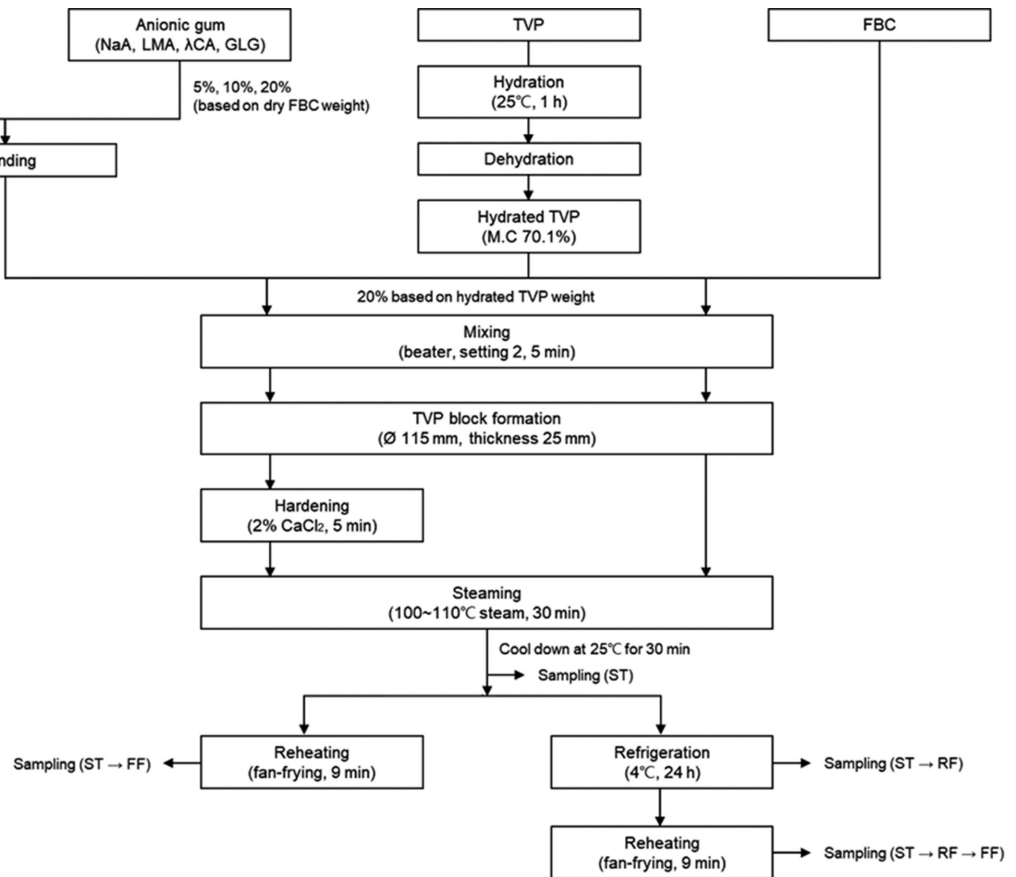 Anionic gum
(NaA, LMA, λCA, GLG)
TVP
FBC
5%, 10%, 20%
(based on dry FBC weight)
Hydration
(25℃, 1 h)
nding
Dehydration
Hydrated TVP
(M.C 70.1%)
20% based on hydrated TVP weight
Mixing
(beater, setting 2, 5 min)
TVP block formation
(Ø 115 mm, thickness 25 mm)
Hardening
(2% CaCl₂, 5 min)
Steaming
(100~110℃ steam, 30 min)
Cool down at 25℃ for 30 min
Sampling (ST)
Sampling (ST → FF)
Reheating
(fan-frying, 9 min)
Refrigeration
(4℃, 24 h)
Sampling (ST → RF)
Reheating
(fan-frying, 9 min)
Sampling (ST → RF → FF)